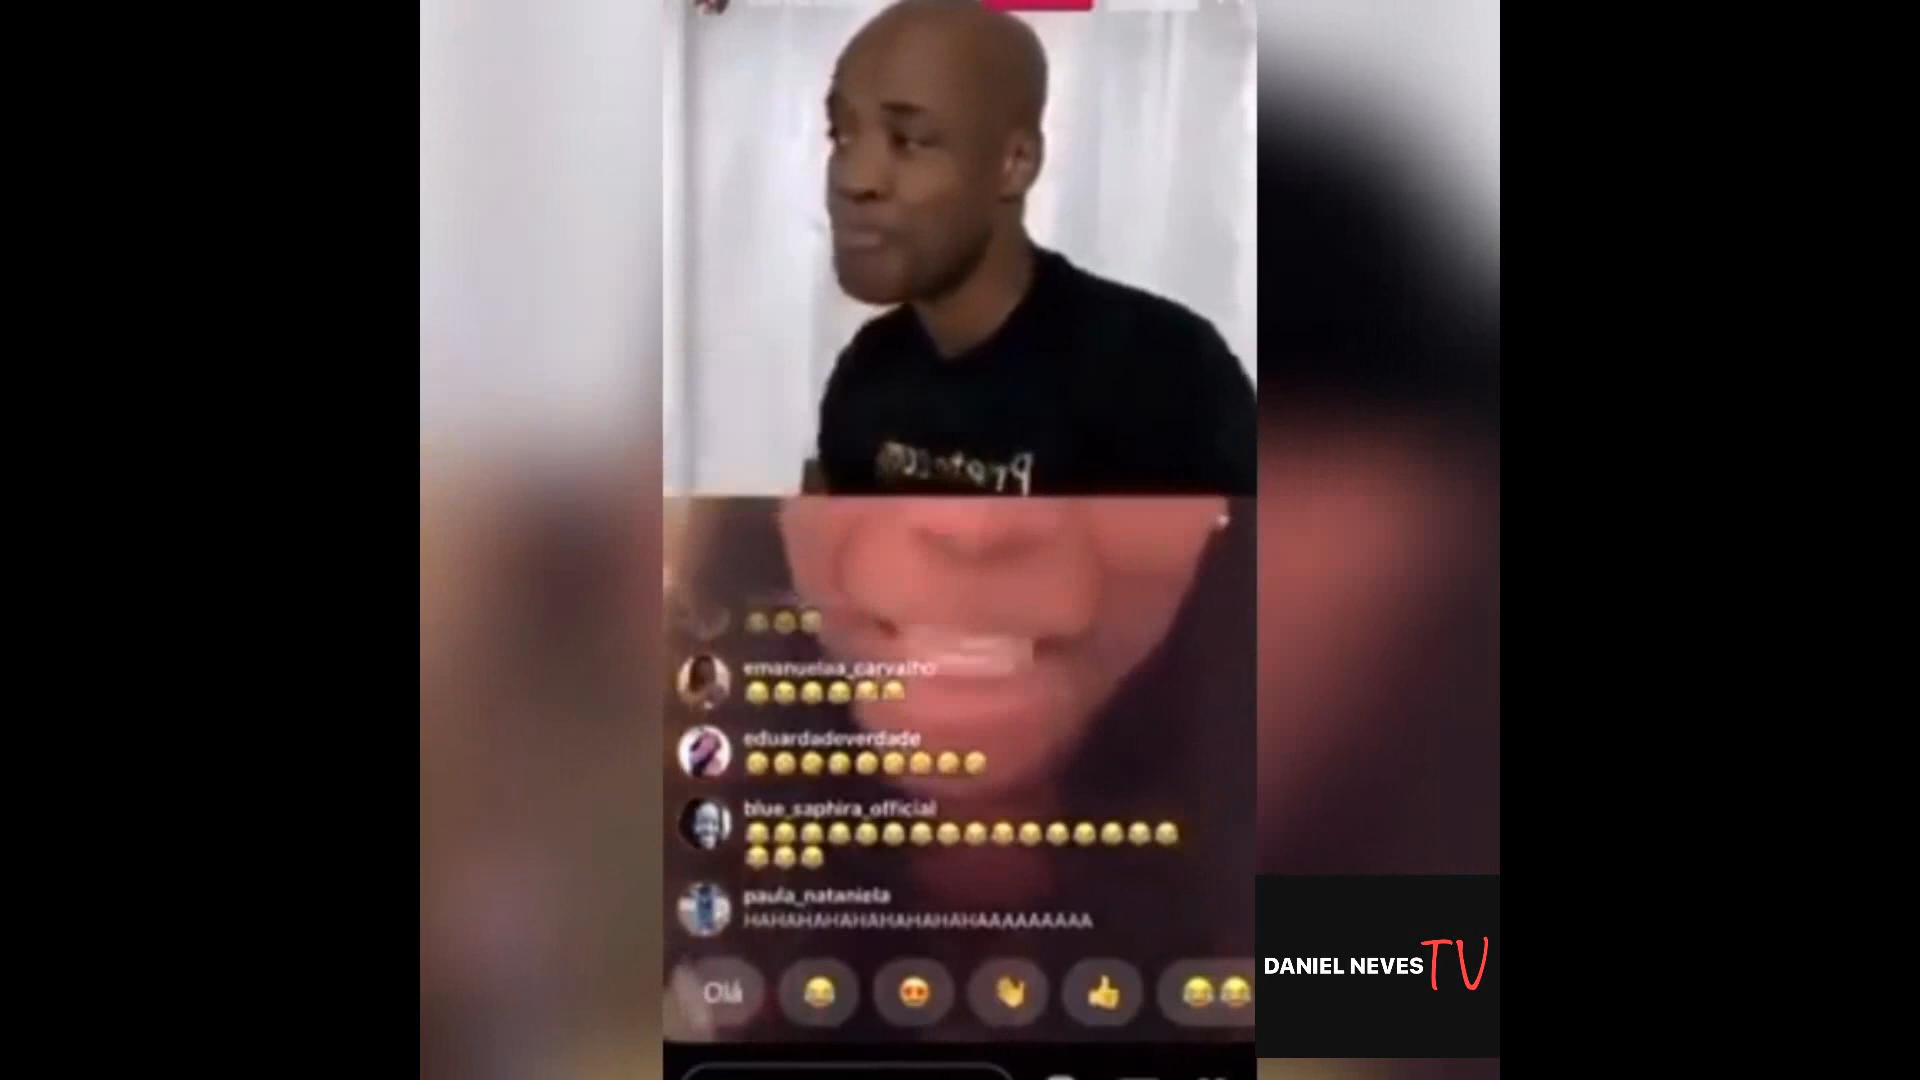 emanuelaa_carvalho
😂😂😂😂😂😂
eduardadeverdade
😂😂😂😂😂😂😂😂😂
blue_saphira_official
😂😂😂😂😂😂😂😂😂😂😂😂😂😂😂😂
😂😂😂
paula_nataniela
HAHAHAHAHAHAHAHAHAAAAAAAAA
Olá
DANIEL NEVES TV